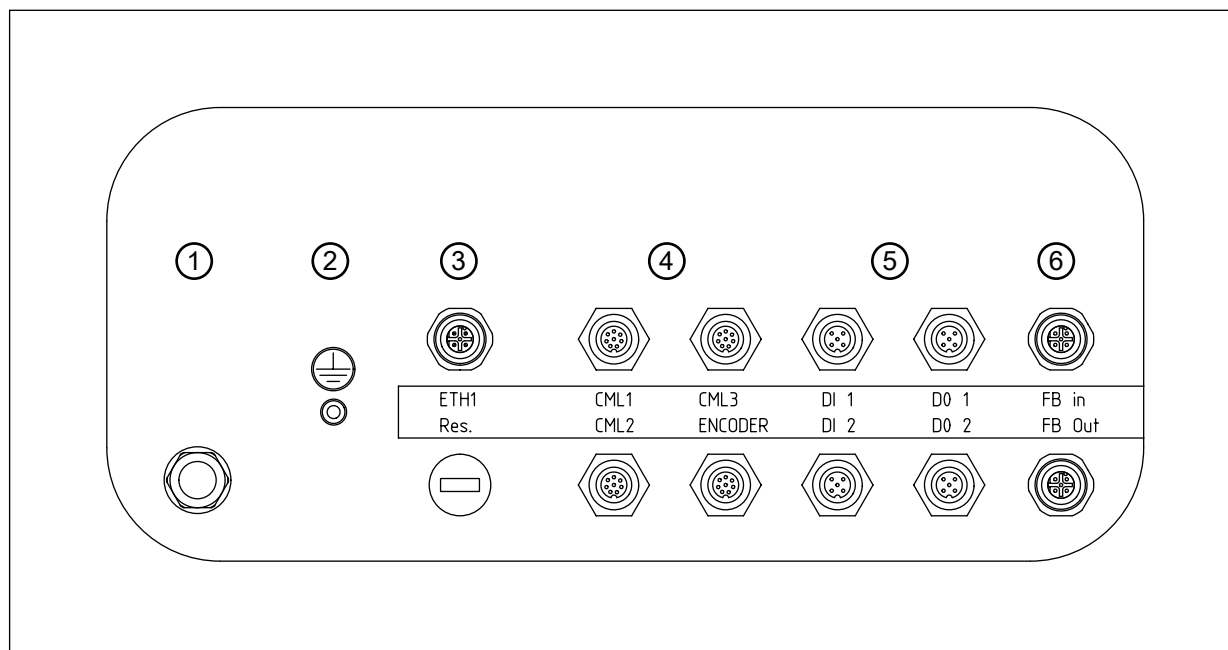 1 2 3 4 5 6
ETH1 CML1 CML3 DI 1 DO 1 FB in
Res. CML2 ENCODER DI 2 DO 2 FB Out